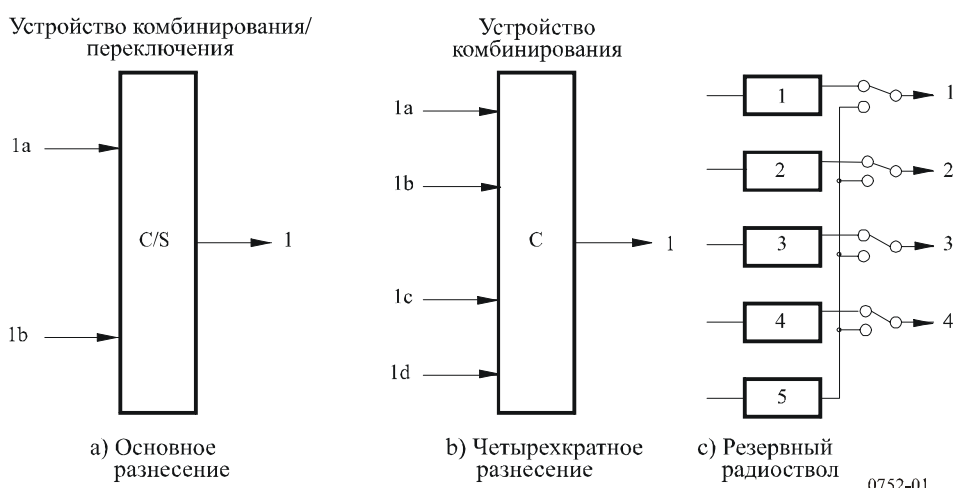 Устройство комбинирования/
переключения
1a
1b
C/S
1
a) Основное
разнесение
Устройство
комбинирования
1a
1b
1c
1d
C
1
b) Четырехкратное
разнесение
1
1
2
2
3
3
4
4
5
c) Резервный
радиоствол
0752-01